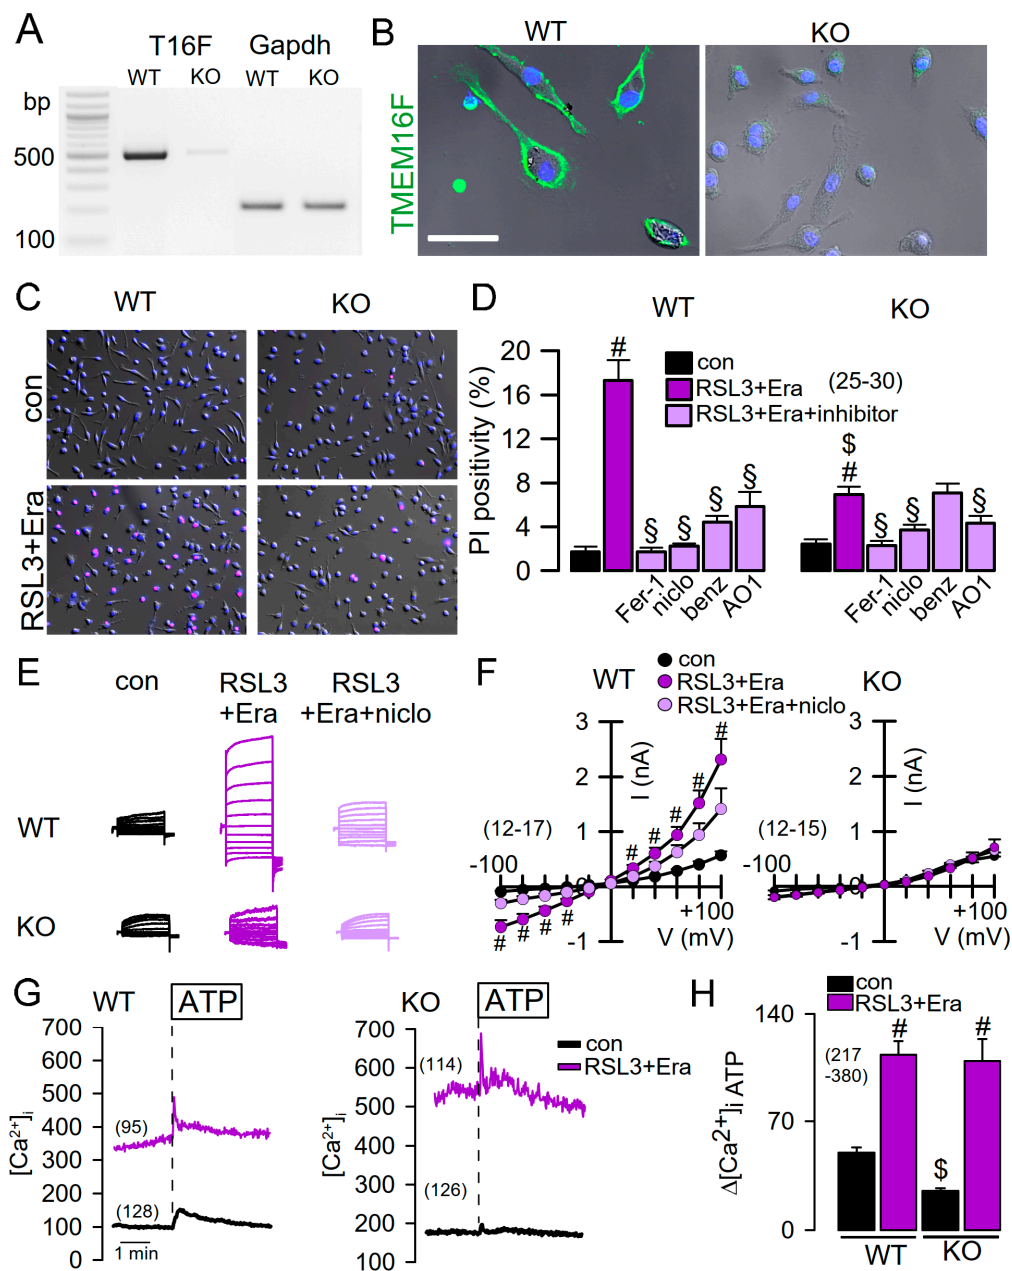 A
T16F Gapdh
WT KO WT KO
bp
500
100
B
WT KO
TMEM16F
C
WT KO
con
RSL3+Era
D
WT KO
PI positivity (%)
20
16
12
8
4
0
con
RSL3+Era
RSL3+Era+inhibitor
(25-30)
#
§ § § §
$
#
§ § §
Fer-1 niclo benz AO1
Fer-1 niclo benz AO1
E
con RSL3 +Era RSL3 +Era+niclo
WT
KO
F
WT KO
con
RSL3+Era
RSL3+Era+niclo
3
2
1
0
-1
I (nA)
(12-17)
-100
+100
V (mV)
# # # # #
# # # #
3
2
1
0
-1
I (nA)
(12-15)
-100
+100
V (mV)
G
WT ATP
700
600
500
400
300
200
100
0
[Ca2+]i
(95)
(128)
1 min
KO ATP
700
600
500
400
300
200
100
[Ca2+]i
(114)
(126)
con
RSL3+Era
H
con
RSL3+Era
140
70
0
Δ[Ca2+]i ATP
(217
-380)
# $ #
WT KO